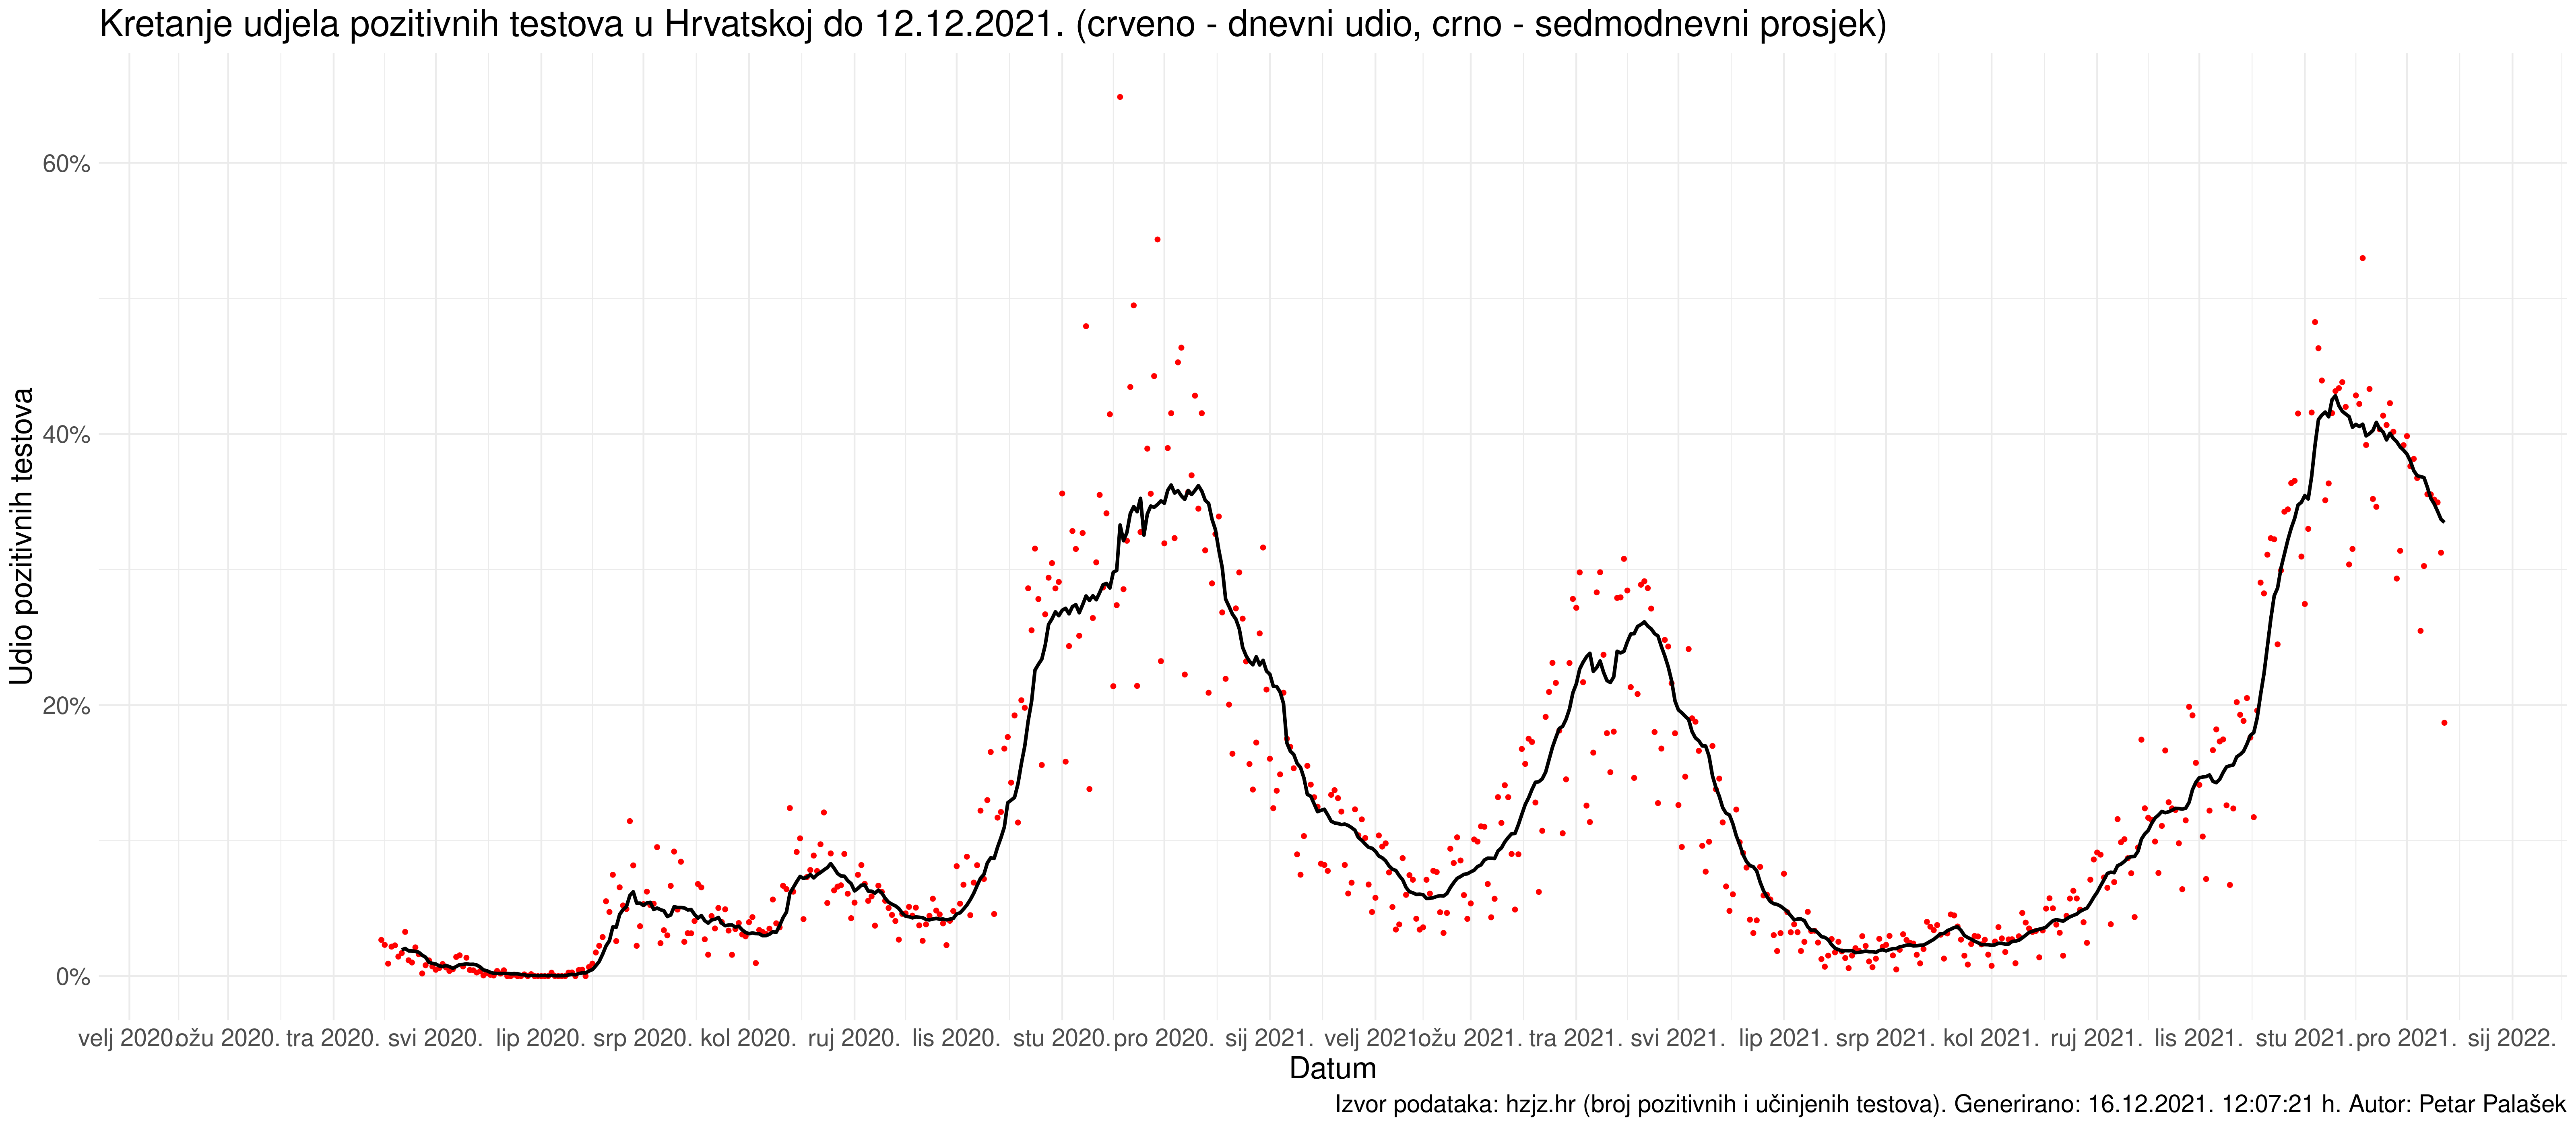 Kretanje udjela pozitivnih testova u Hrvatskoj do 12.12.2021. (crveno - dnevni udio, crno - sedmodnevni prosjek)
Udio pozitivnih testova
60%
40%
20%
0%
velj 2020. ožu 2020. tra 2020. svi 2020. lip 2020. srp 2020. kol 2020. ruj 2020. lis 2020. stu 2020. pro 2020. sij 2021. velj 2021. ožu 2021. tra 2021. svi 2021. lip 2021. srp 2021. kol 2021. ruj 2021. lis 2021. stu 2021. pro 2021. sij 2022.
Datum
Izvor podataka: hzjz.hr (broj pozitivnih i učinjenih testova). Generirano: 16.12.2021. 12:07:21 h. Autor: Petar Palašek